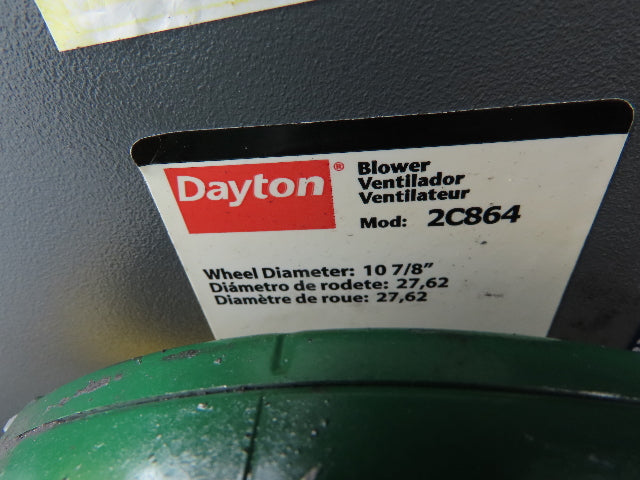 Dayton®
Blower
Ventilador
Ventilateur
Mod: 2C864
Wheel Diameter: 10 7/8"
Diámetro de rodete: 27,62
Diamètre de roue: 27,62